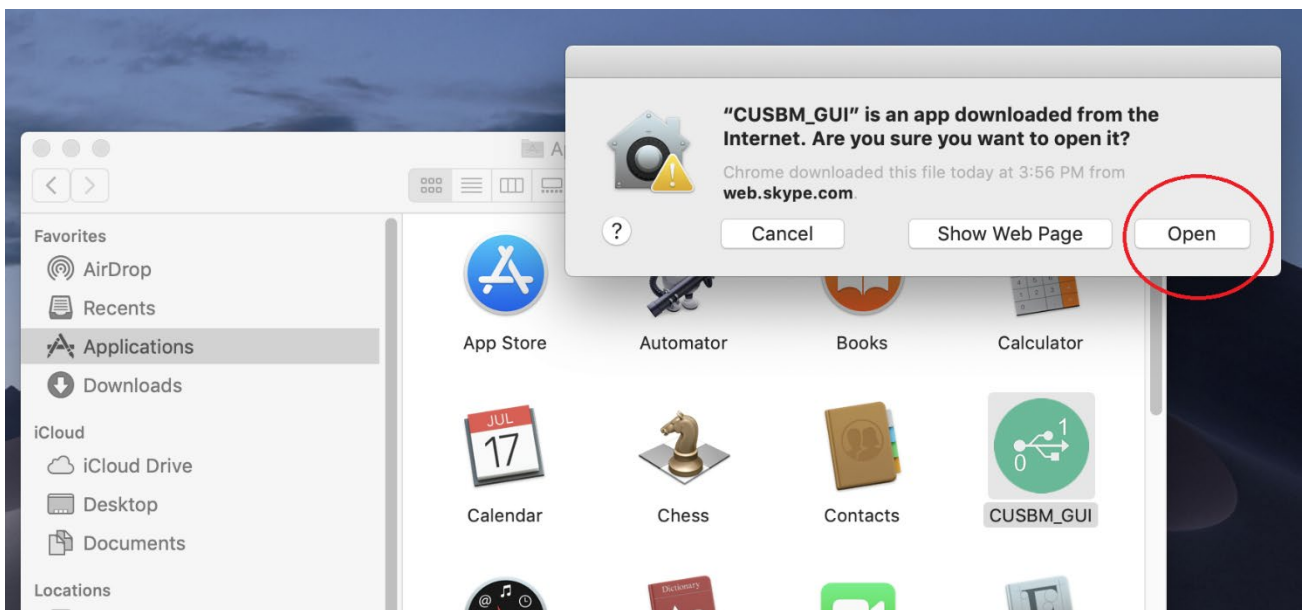 “CUSBM_GUI” is an app downloaded from the
Internet. Are you sure you want to open it?
Chrome downloaded this file today at 3:56 PM from
web.skype.com.
?
Cancel
Show Web Page
Open
Favorites
AirDrop
Recents
Applications
Downloads
iCloud
iCloud Drive
Desktop
Documents
Locations
App Store
Automator
Books
Calculator
JUL
17
1
0
Calendar
Chess
Contacts
CUSBM_GUI
@
Dictionary